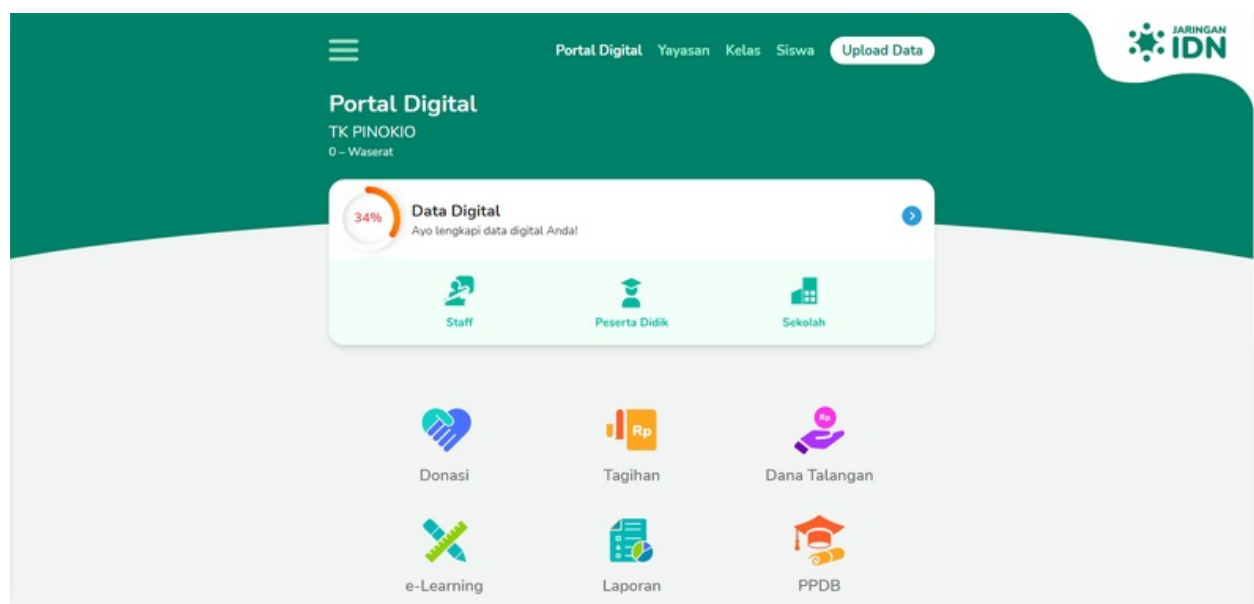 Portal Digital Yayasan Kelas Siswa Upload Data
JARINGAN
IDN
Portal Digital
TK PINOKIO
0 – Waserat
34%
Data Digital
Ayo lengkapi data digital Anda!
Staff Peserta Didik Sekolah
Rp Rp
Donasi Tagihan Dana Talangan
e-Learning Laporan PPDB